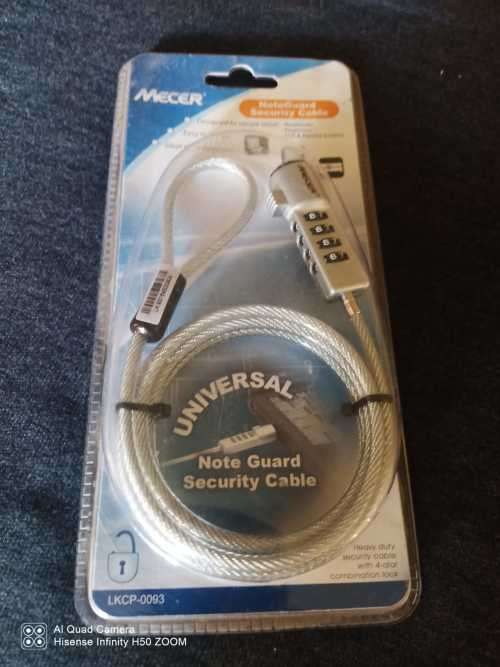 MECER
NoteGuard
Security Cable
MECER
UNIVERSAL
Note Guard
Security Cable
Heavy duty
security cable
with 4-dial
combination lock
LKCP-0093
AI Quad Camera
Hisense Infinity H50 ZOOM